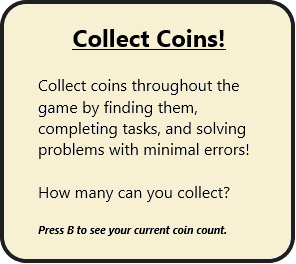 Collect Coins!
Collect coins throughout the
game by finding them,
completing tasks, and solving
problems with minimal errors!
How many can you collect?
Press B to see your current coin count.